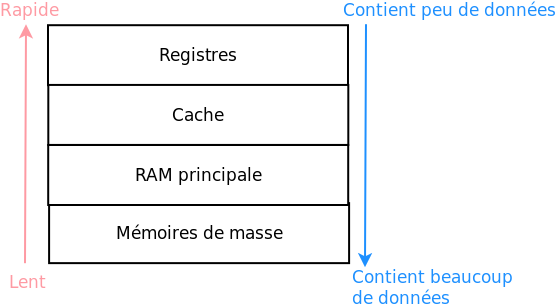 Rapide
Contient peu de données
Registres
Cache
RAM principale
Mémoires de masse
Lent
Contient beaucoup
de données